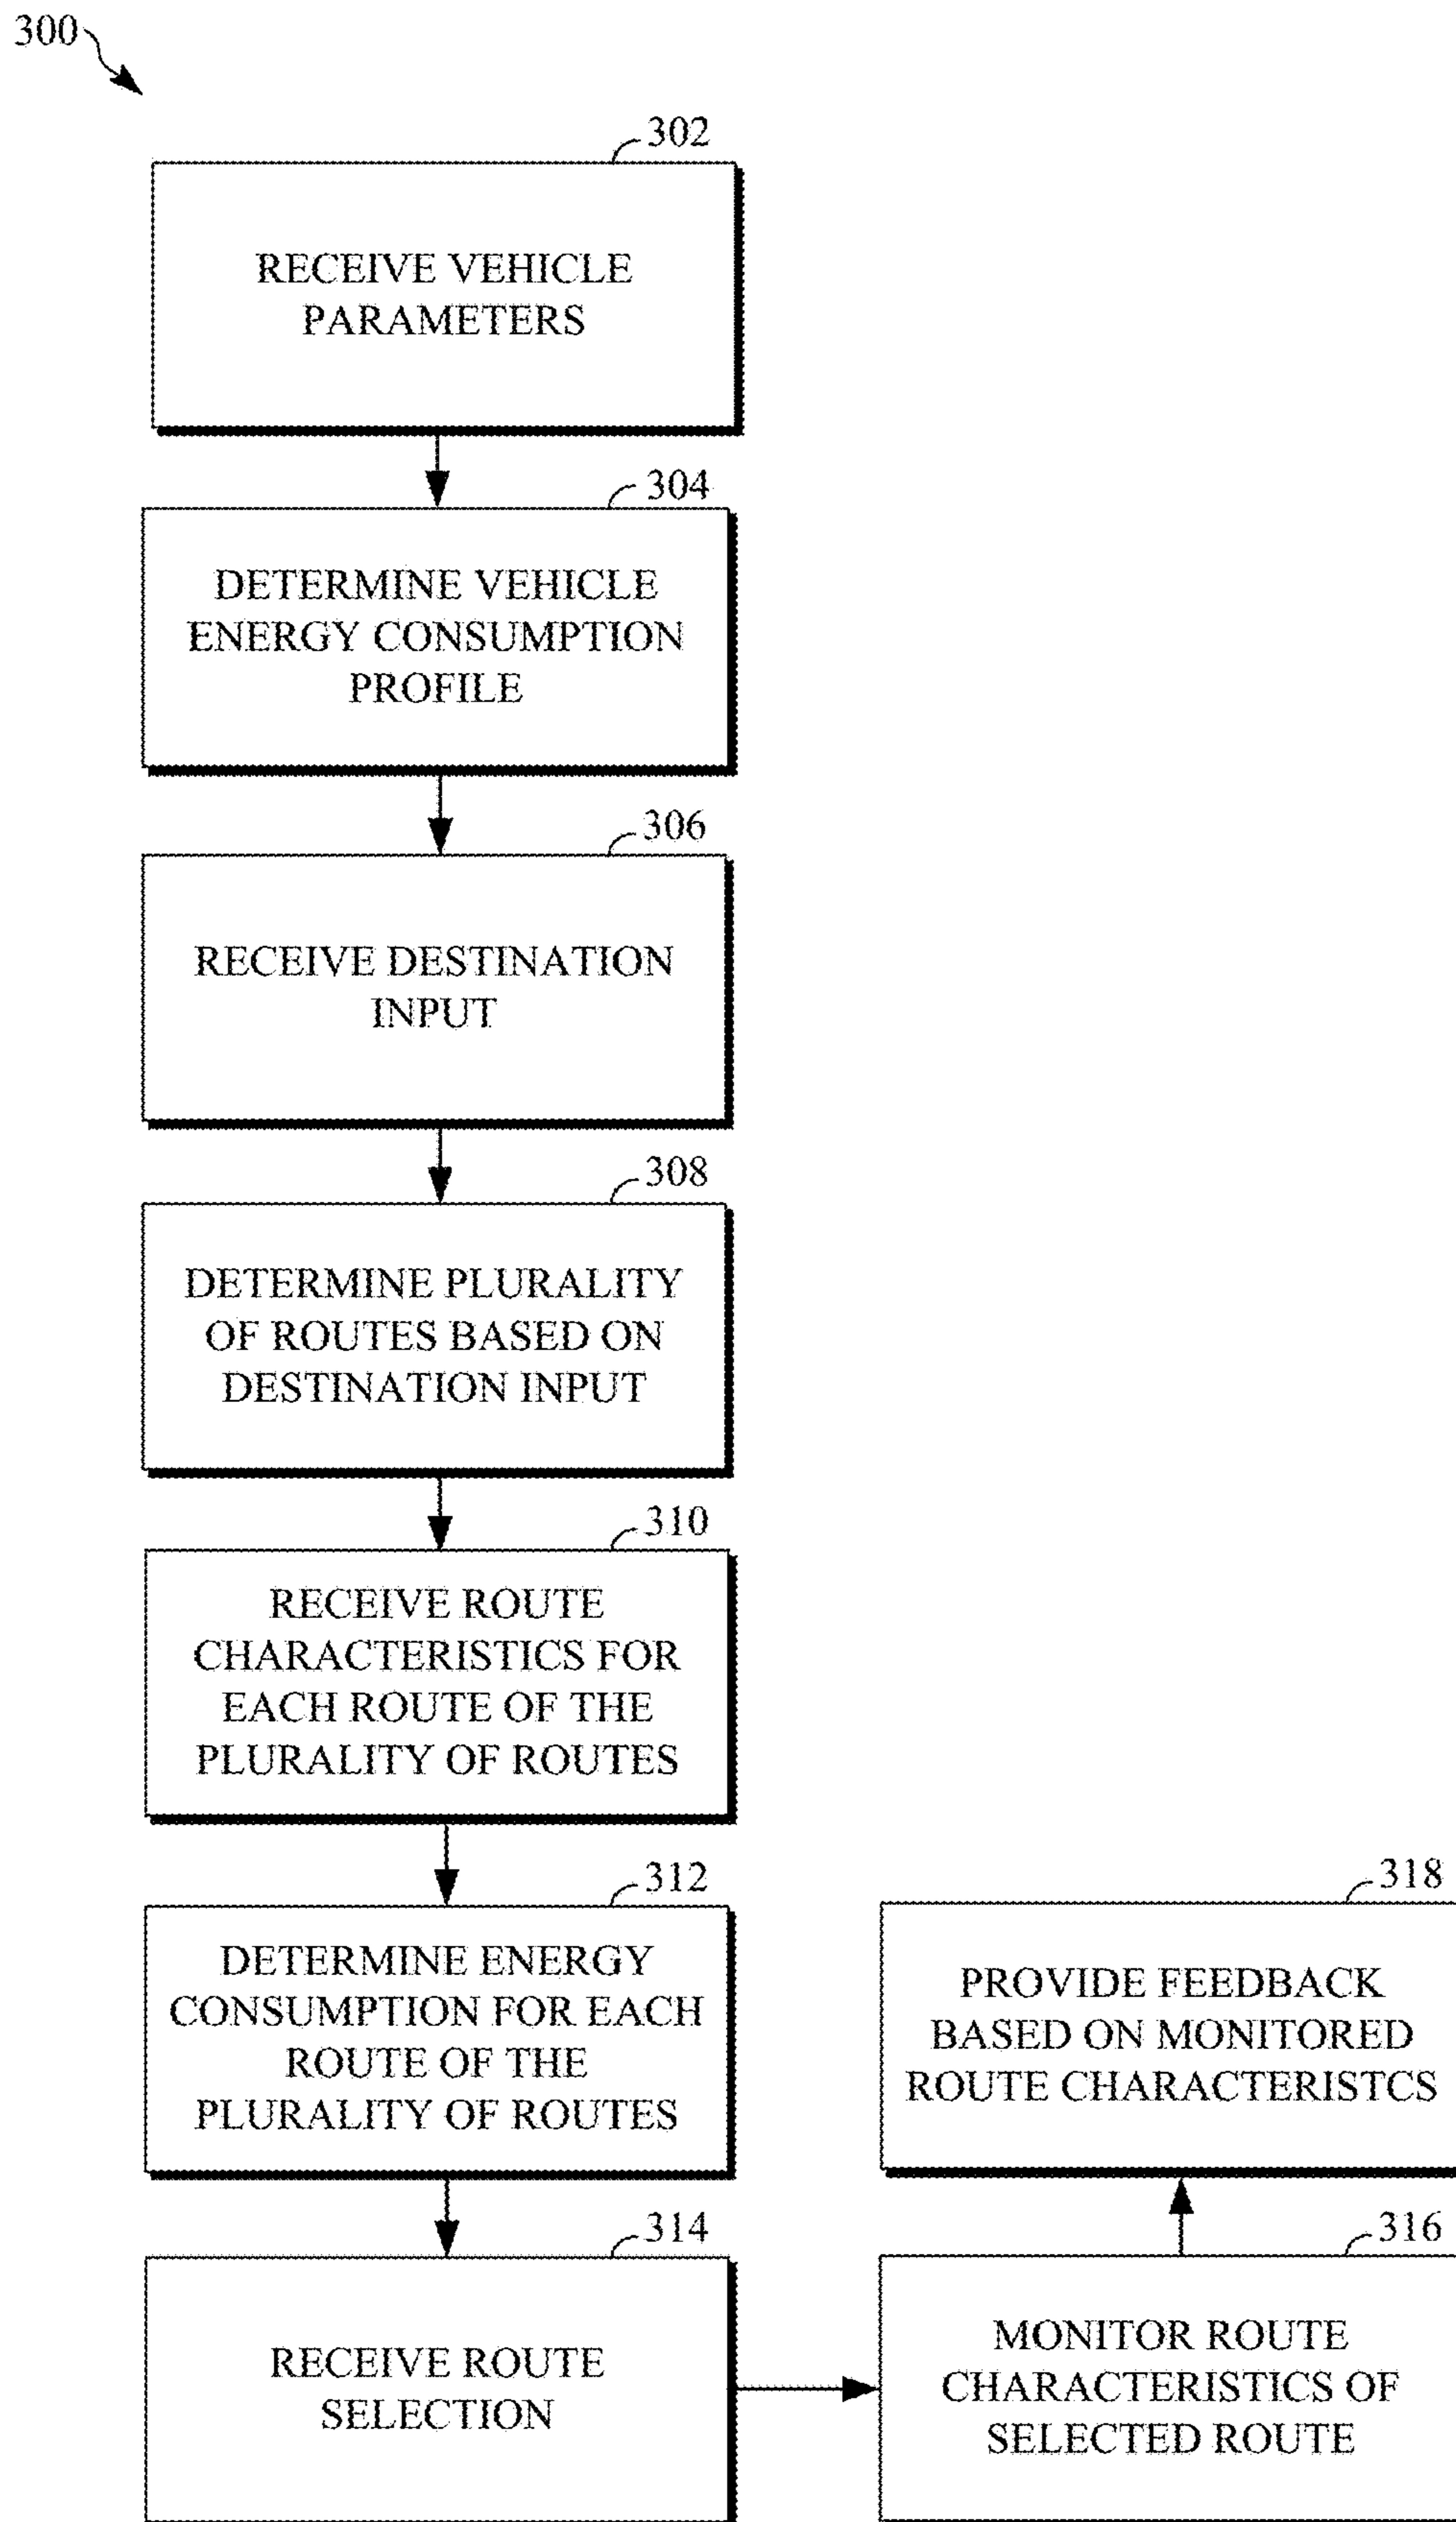 300
302
RECEIVE VEHICLE
PARAMETERS
304
DETERMINE VEHICLE
ENERGY CONSUMPTION
PROFILE
306
RECEIVE DESTINATION
INPUT
308
DETERMINE PLURALITY
OF ROUTES BASED ON
DESTINATION INPUT
310
RECEIVE ROUTE
CHARACTERISTICS FOR
EACH ROUTE OF THE
PLURALITY OF ROUTES
312
DETERMINE ENERGY
CONSUMPTION FOR EACH
ROUTE OF THE
PLURALITY OF ROUTES
314
RECEIVE ROUTE
SELECTION
316
MONITOR ROUTE
CHARACTERISTICS OF
SELECTED ROUTE
318
PROVIDE FEEDBACK
BASED ON MONITORED
ROUTE CHARACTERISTCS